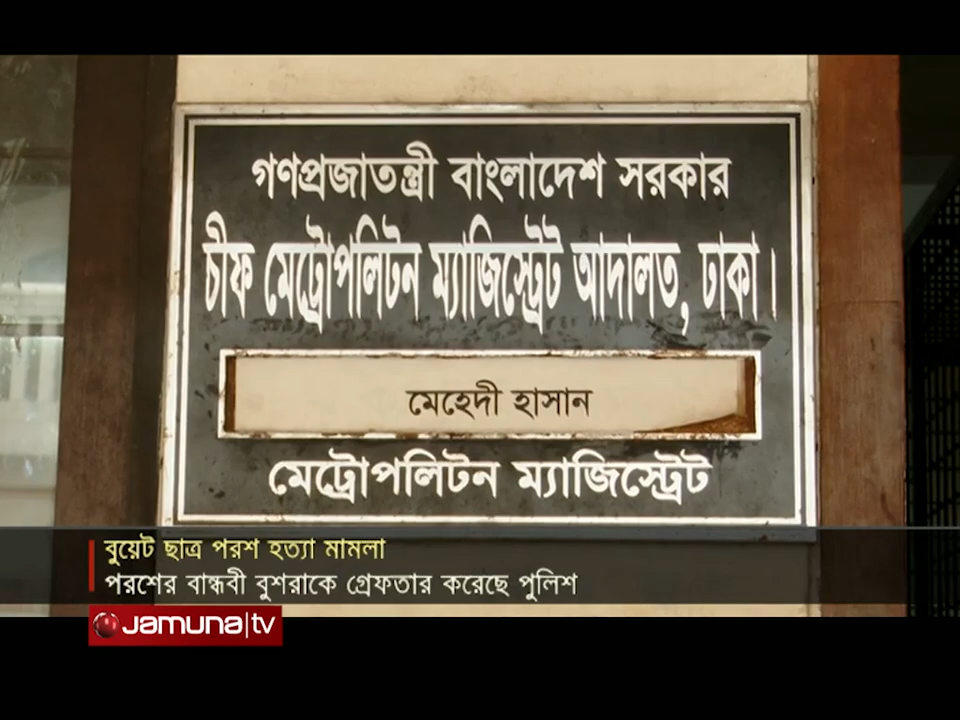 গণপ্রজাতন্ত্রী বাংলাদেশ সরকার
চীফ মেট্রোপলিটন ম্যাজিস্ট্রেট আদালত, ঢাকা।
মেহেদী হাসান
মেট্রোপলিটন ম্যাজিস্ট্রেট
বুয়েট ছাত্র পরশ হত্যা মামলা
পরশের বান্ধবী বুশরাকে গ্রেফতার করেছে পুলিশ
Jamuna|tv